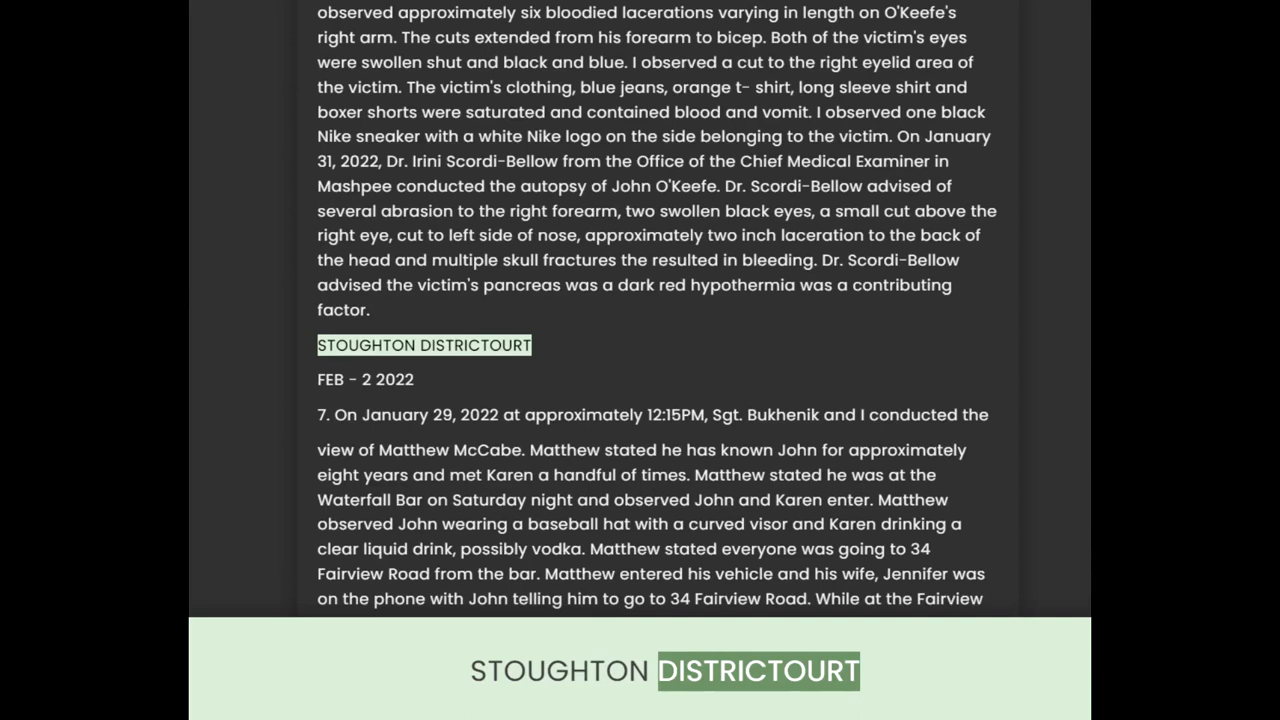 observed approximately six bloodied lacerations varying in length on O'Keefe's
right arm. The cuts extended from his forearm to bicep. Both of the victim's eyes
were swollen shut and black and blue. I observed a cut to the right eyelid area of
the victim. The victim's clothing, blue jeans, orange t- shirt, long sleeve shirt and
boxer shorts were saturated and contained blood and vomit. I observed one black
Nike sneaker with a white Nike logo on the side belonging to the victim. On January
31, 2022, Dr. Irini Scordi-Bellow from the Office of the Chief Medical Examiner in
Mashpee conducted the autopsy of John O'Keefe. Dr. Scordi-Bellow advised of
several abrasion to the right forearm, two swollen black eyes, a small cut above the
right eye, cut to left side of nose, approximately two inch laceration to the back of
the head and multiple skull fractures the resulted in bleeding. Dr. Scordi-Bellow
advised the victim's pancreas was a dark red hypothermia was a contributing
factor.
STOUGHTON DISTRICTOURT
FEB - 2 2022
7. On January 29, 2022 at approximately 12:15PM, Sgt. Bukhenik and I conducted the
view of Matthew McCabe. Matthew stated he has known John for approximately
eight years and met Karen a handful of times. Matthew stated he was at the
Waterfall Bar on Saturday night and observed John and Karen enter. Matthew
observed John wearing a baseball hat with a curved visor and Karen drinking a
clear liquid drink, possibly vodka. Matthew stated everyone was going to 34
Fairview Road from the bar. Matthew entered his vehicle and his wife, Jennifer was
on the phone with John telling him to go to 34 Fairview Road. While at the Fairview
STOUGHTON DISTRICTOURT